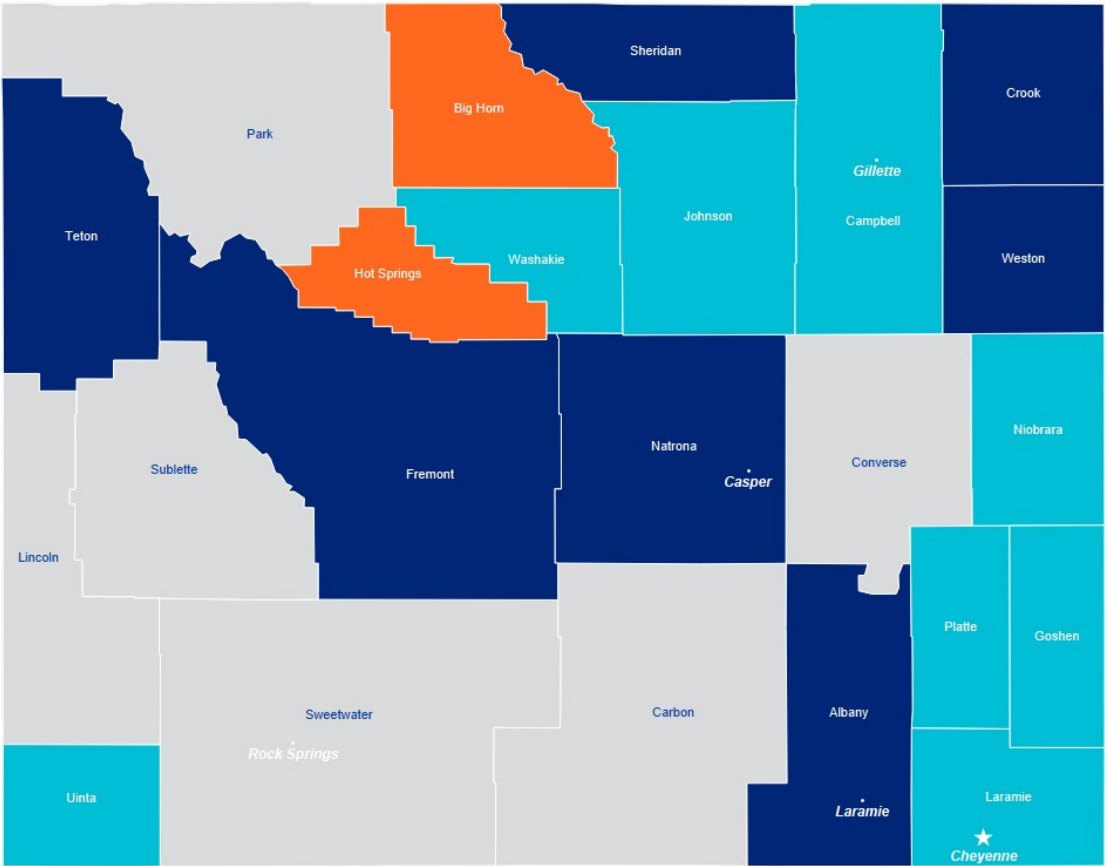 Sheridan
Crook
Big Horn
Park
Gillette
Johnson
Campbell
Teton
Weston
Washakie
Hot Springs
Niobrara
Natrona
Converse
Sublette
Fremont
Casper
Lincoln
Platte
Goshen
Sweetwater
Carbon
Albany
Rock Springs
Uinta
Laramie
Laramie
Cheyenne